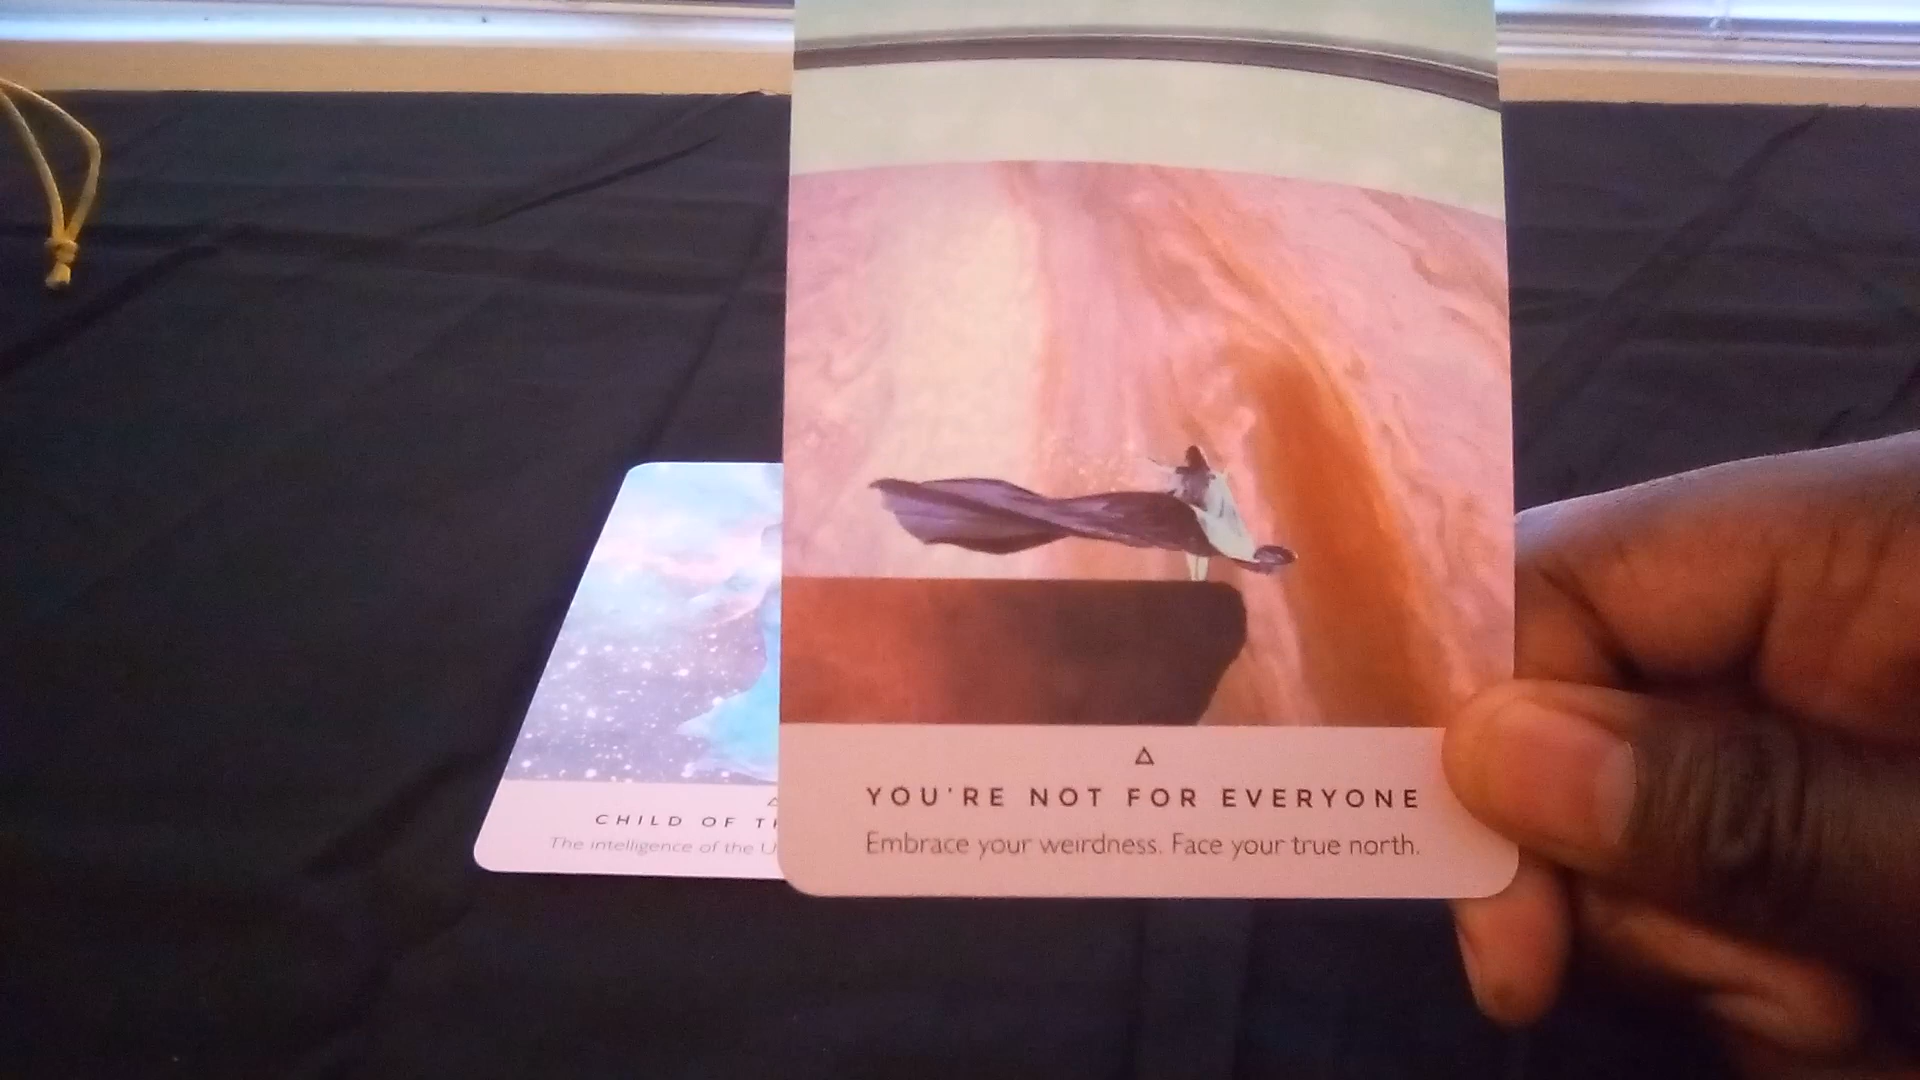 YOU'RE NOT FOR EVERYONE
Embrace your weirdness. Face your true north.
CHILD OF
The intelligence of the